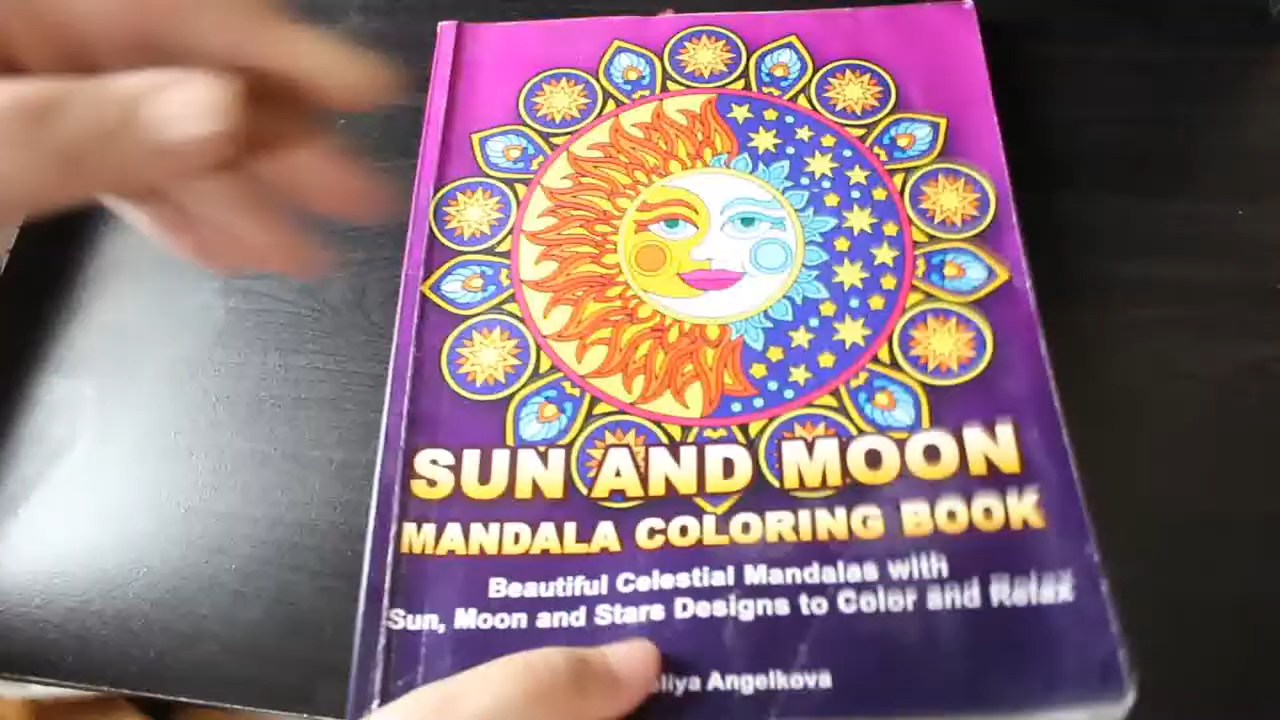 SUN AND MOON
MANDALA COLORING BOOK
Beautiful Celestial Mandalas with
Sun, Moon and Stars Designs to Color and Relax
Angelkova